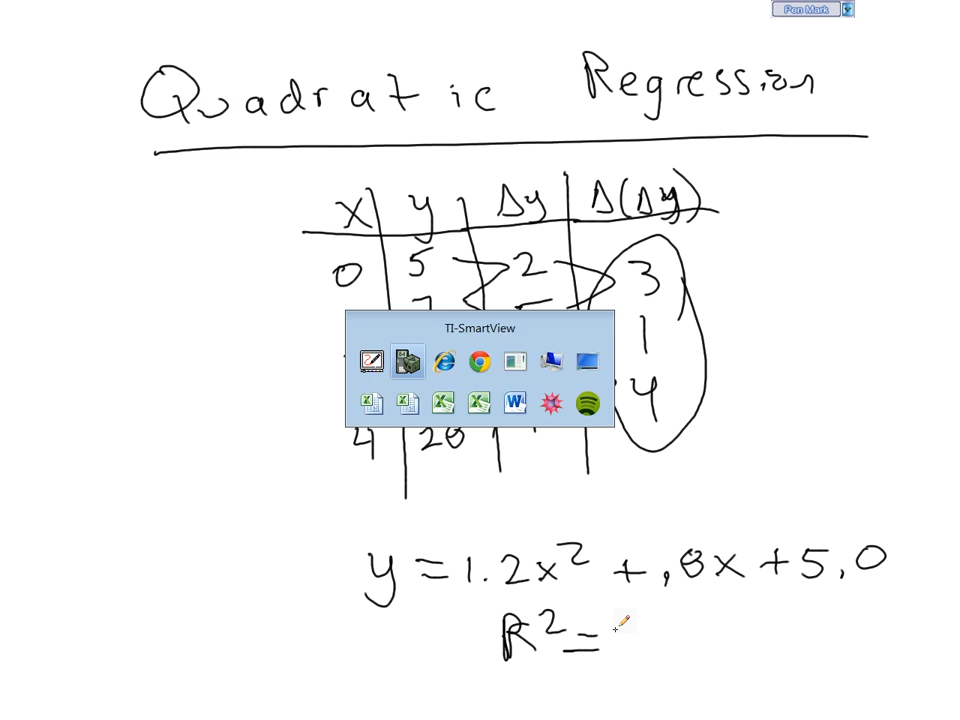 Pen Mark
Quadratic Regression
x y Δy Δ(Δy)
0 5 2 3
1
TI-SmartView
4
4 28
y = 1.2x² + .8x + 5.0
R² =